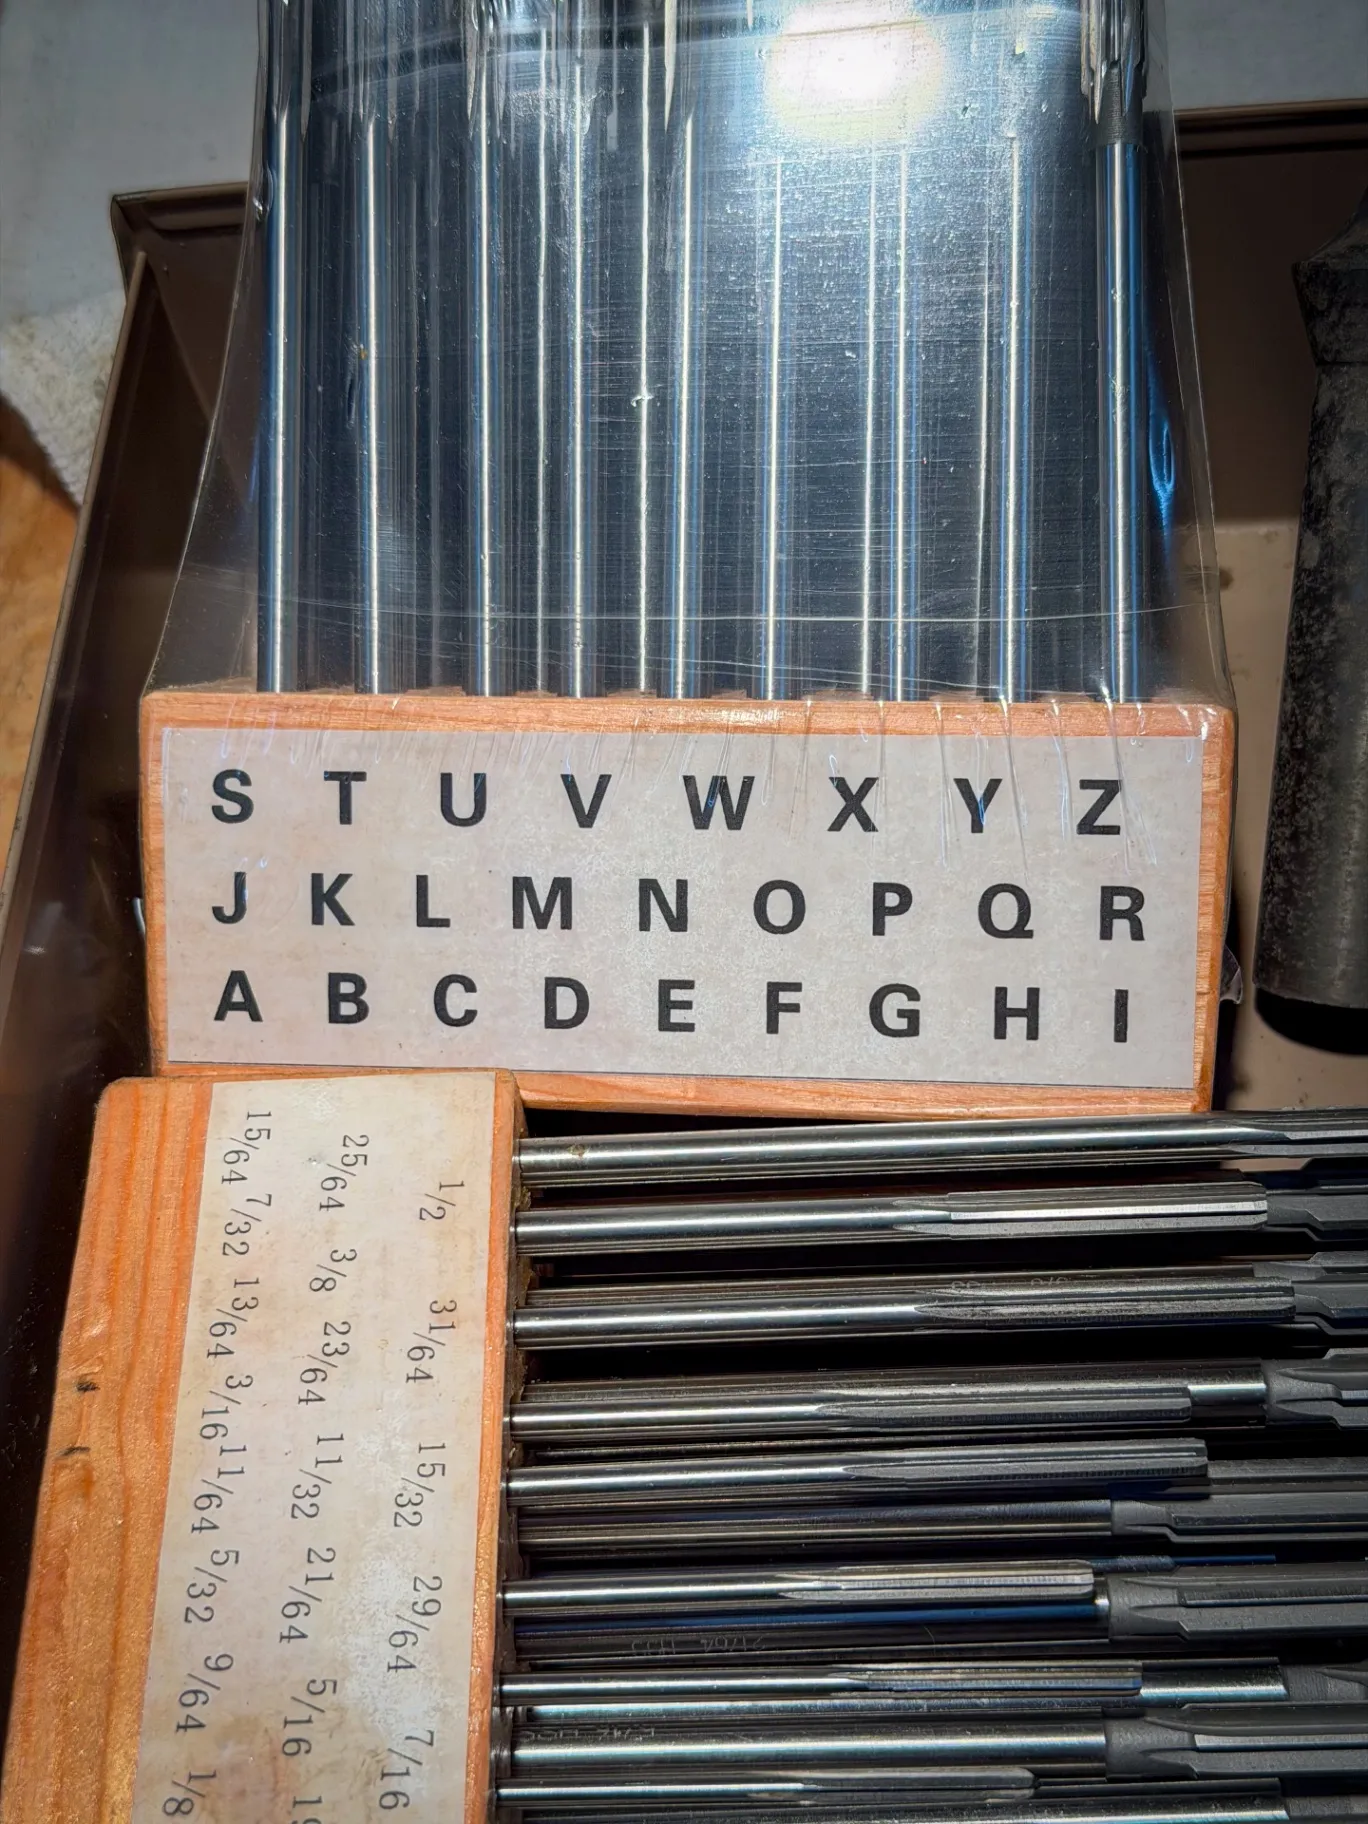 S T U V W X Y Z
J K L M N O P Q R
A B C D E F G H I
1/2 31/64 15/32 29/64 7/16
25/64 3/8 23/64 11/32 21/64 5/16
15/64 7/32 13/64 3/16 11/64 5/32 9/64 1/8